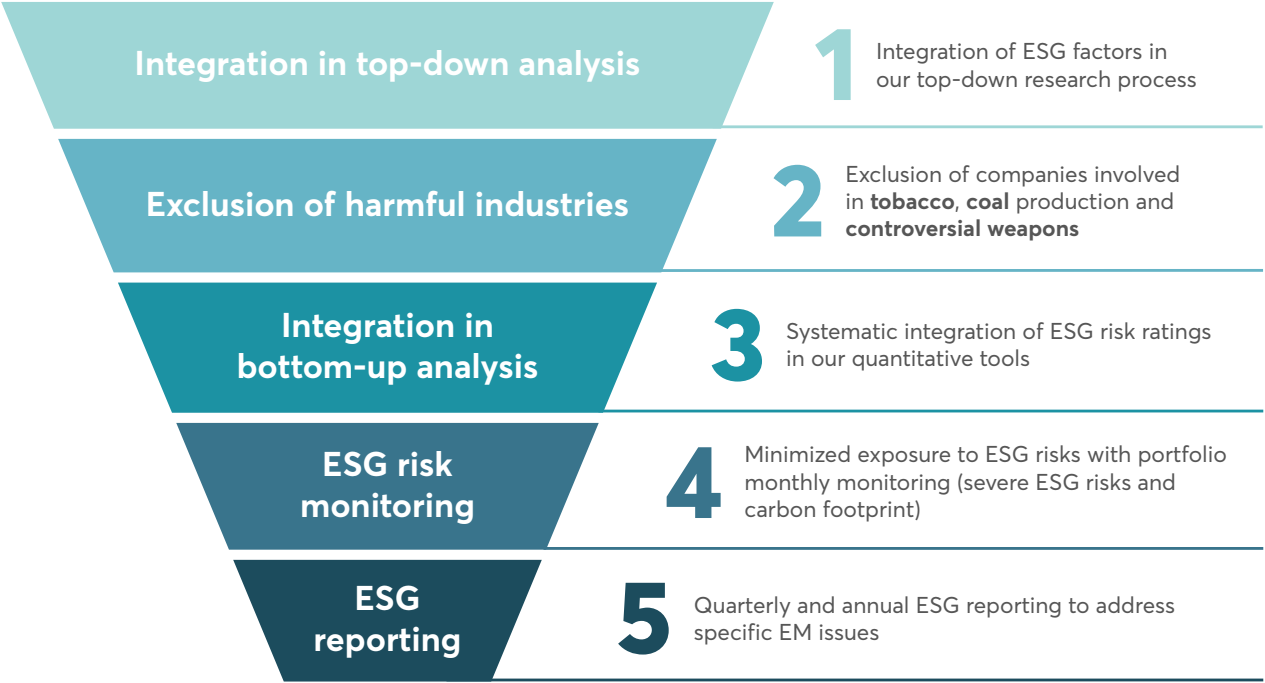 Integration in top-down analysis
1
Integration of ESG factors in
our top-down research process
Exclusion of harmful industries
2
Exclusion of companies involved
in tobacco, coal production and
controversial weapons
Integration in
bottom-up analysis
3
Systematic integration of ESG risk ratings
in our quantitative tools
ESG risk
monitoring
4
Minimized exposure to ESG risks with portfolio
monthly monitoring (severe ESG risks and
carbon footprint)
ESG
reporting
5
Quarterly and annual ESG reporting to address
specific EM issues